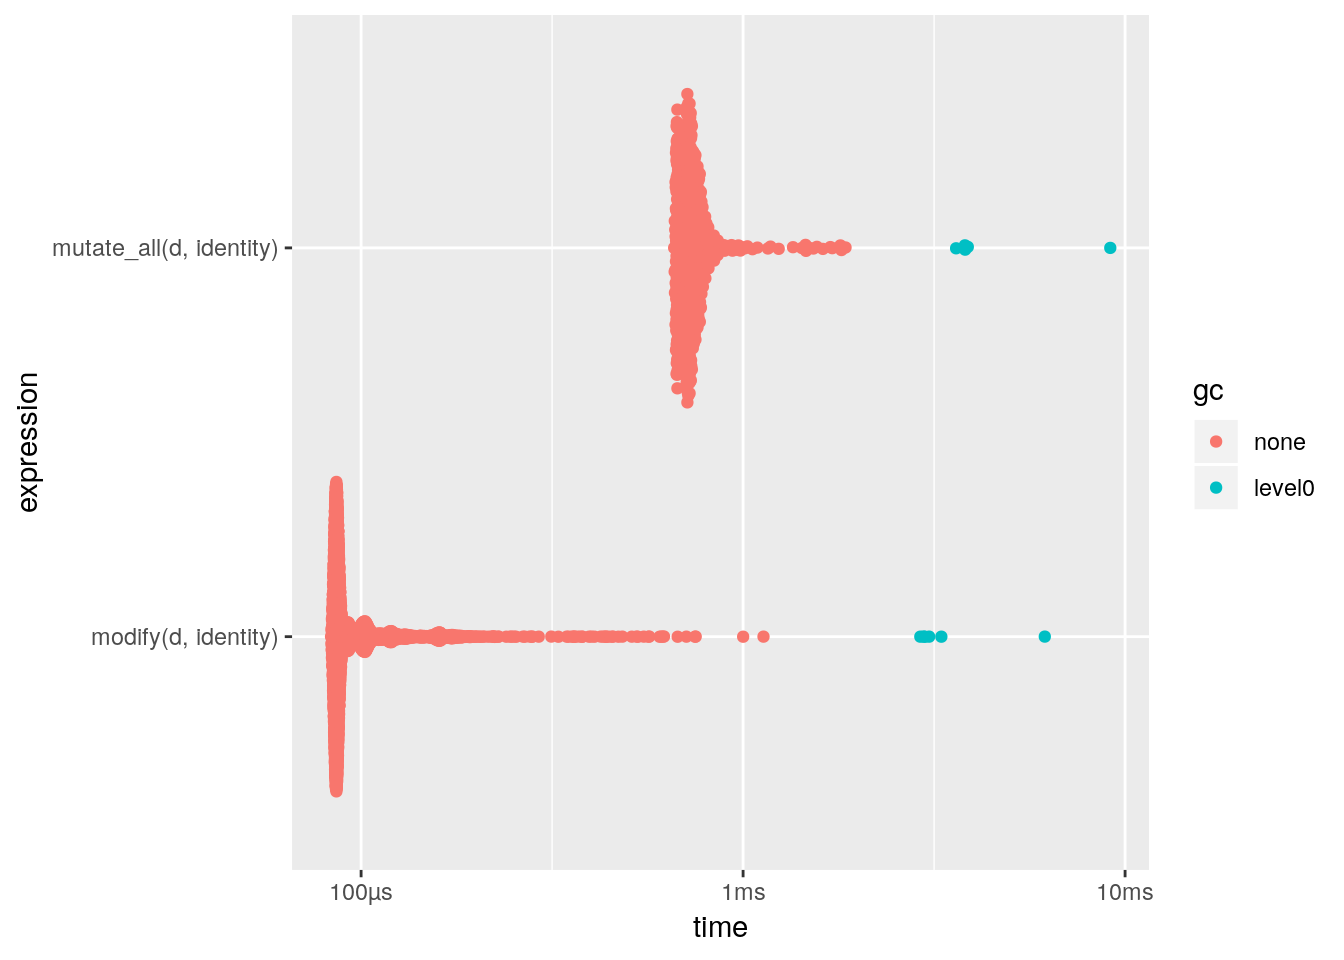 expression
mutate_all(d, identity)
modify(d, identity)
100µs
1ms
10ms
time
gc
none
level0